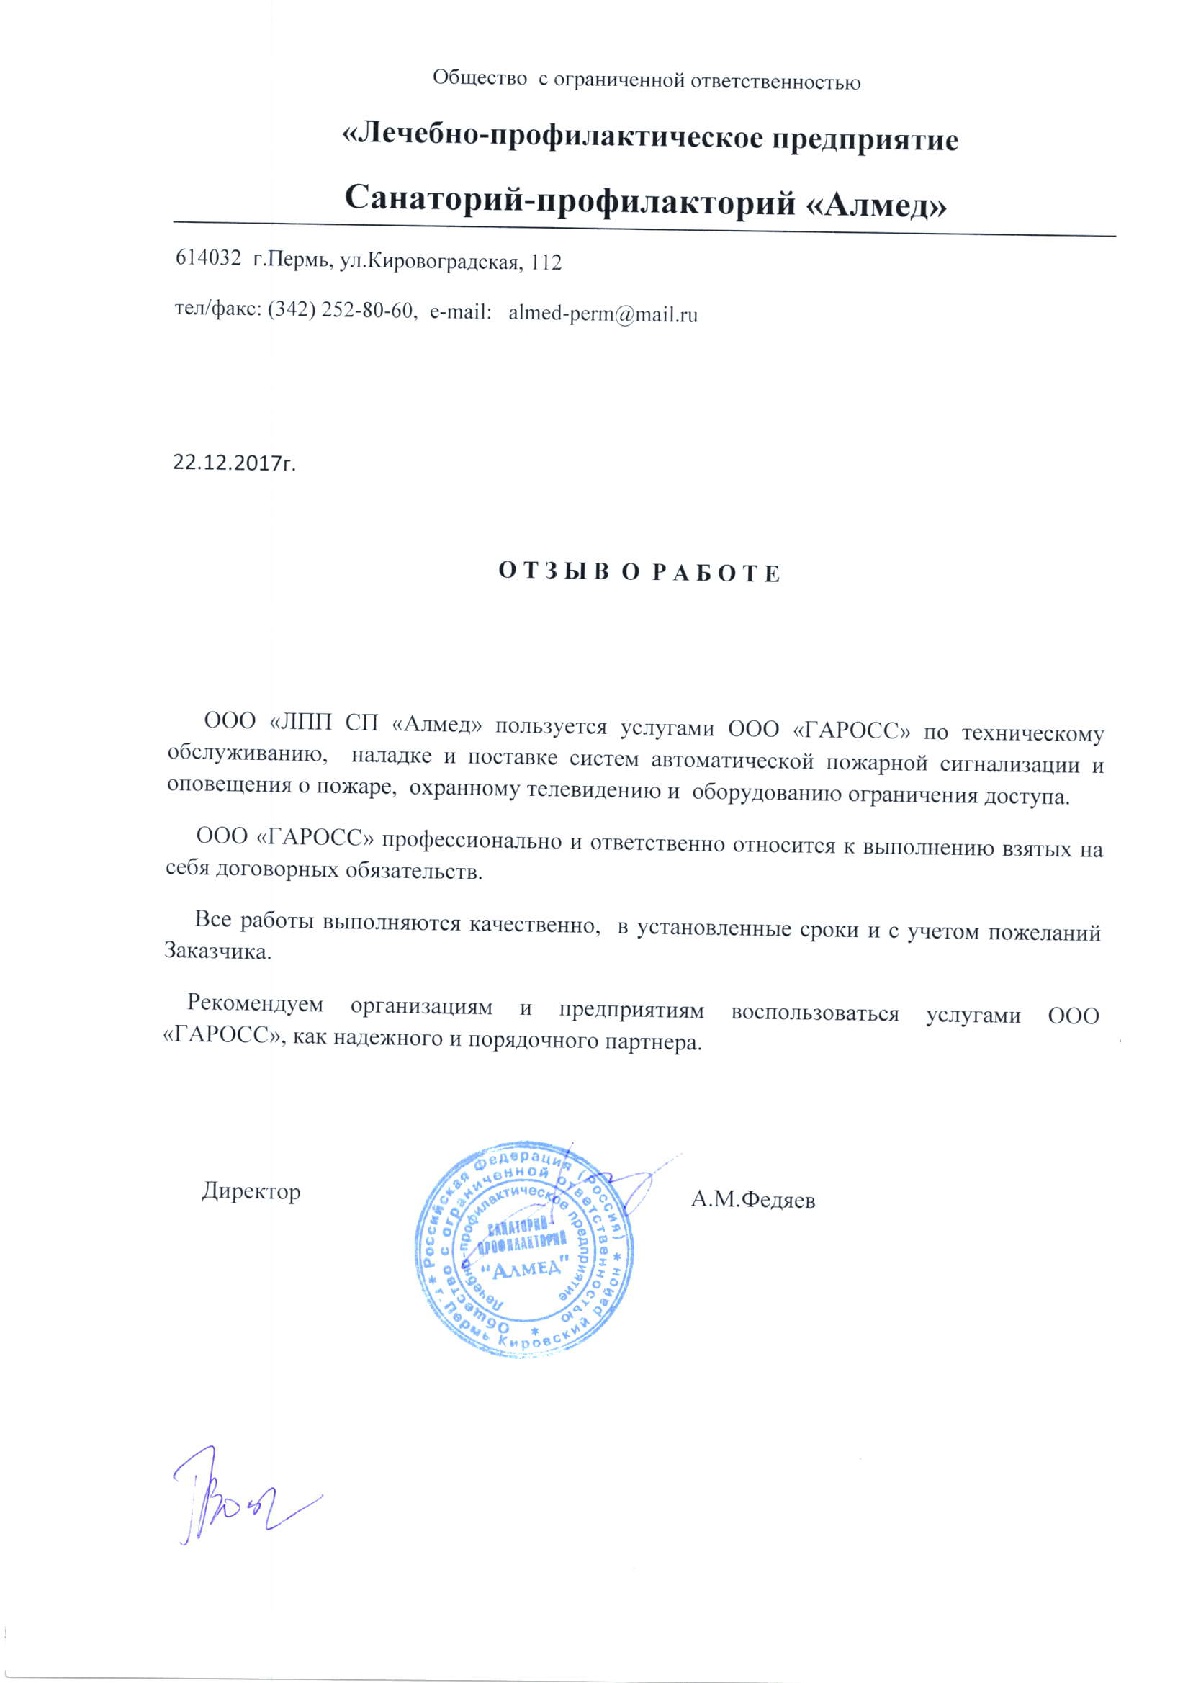 Общество с ограниченной ответственностью
«Лечебно-профилактическое предприятие
Санаторий-профилакторий «Алмед»
614032 г.Пермь, ул.Кировоградская, 112
тел/факс: (342) 252-80-60, e-mail: almed-perm@mail.ru
22.12.2017г.
О Т З Ы В О Р А Б О Т Е
ООО «ЛПП СП «Алмед» пользуется услугами ООО «ГАРОСС» по техническому
обслуживанию, наладке и поставке систем автоматической пожарной сигнализации и
оповещения о пожаре, охранному телевидению и оборудованию ограничения доступа.
ООО «ГАРОСС» профессионально и ответственно относится к выполнению взятых на
себя договорных обязательств.
Все работы выполняются качественно, в установленные сроки и с учетом пожеланий
Заказчика.
Рекомендуем организациям и предприятиям воспользоваться услугами ООО
«ГАРОСС», как надежного и порядочного партнера.
Директор
А.М.Федяев
* Российская Федерация (Россия) * г. Пермь Кировский район
Общество с ограниченной ответственностью *
Лечебно-профилактическое предприятие
САНАТОРИЙ-
ПРОФИЛАКТОРИЙ
"АЛМЕД"